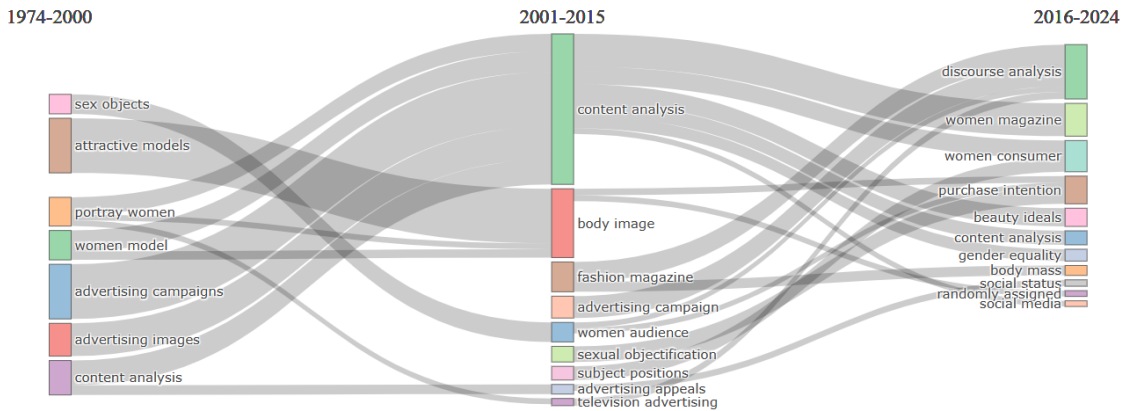 1974-2000
2001-2015
2016-2024
sex objects
attractive models
portray women
women model
advertising campaigns
advertising images
content analysis
content analysis
body image
fashion magazine
advertising campaign
women audience
sexual objectification
subject positions
advertising appeals
television advertising
discourse analysis
women magazine
women consumer
purchase intention
beauty ideals
content analysis
gender equality
body mass
social status
randomly assigned
social media